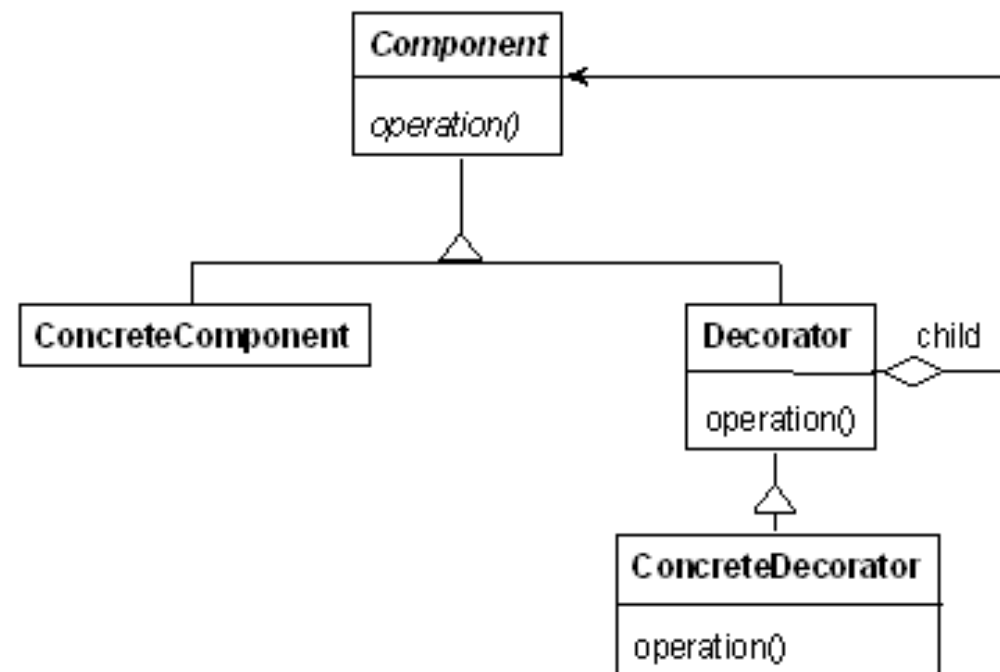 Component
operation()
ConcreteComponent
Decorator
child
operation()
ConcreteDecorator
operation()